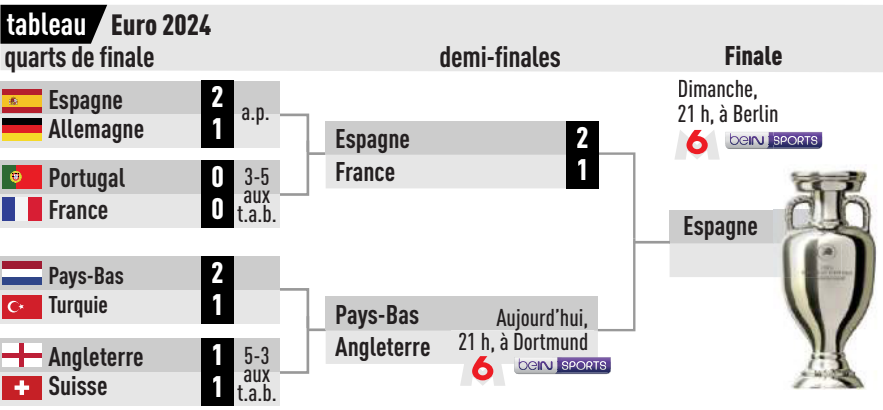 tableau Euro 2024
quarts de finale
demi-finales
Finale
Espagne 2
Allemagne 1
a.p.
Portugal 0
France 0
3-5
aux
t.a.b.
Pays-Bas 2
Turquie 1
Angleterre 1
Suisse 1
5-3
aux
t.a.b.
Espagne 2
France 1
Pays-Bas
Angleterre
Aujourd'hui,
21 h, à Dortmund
6 beIN SPORTS
Dimanche,
21 h, à Berlin
6 beIN SPORTS
Espagne